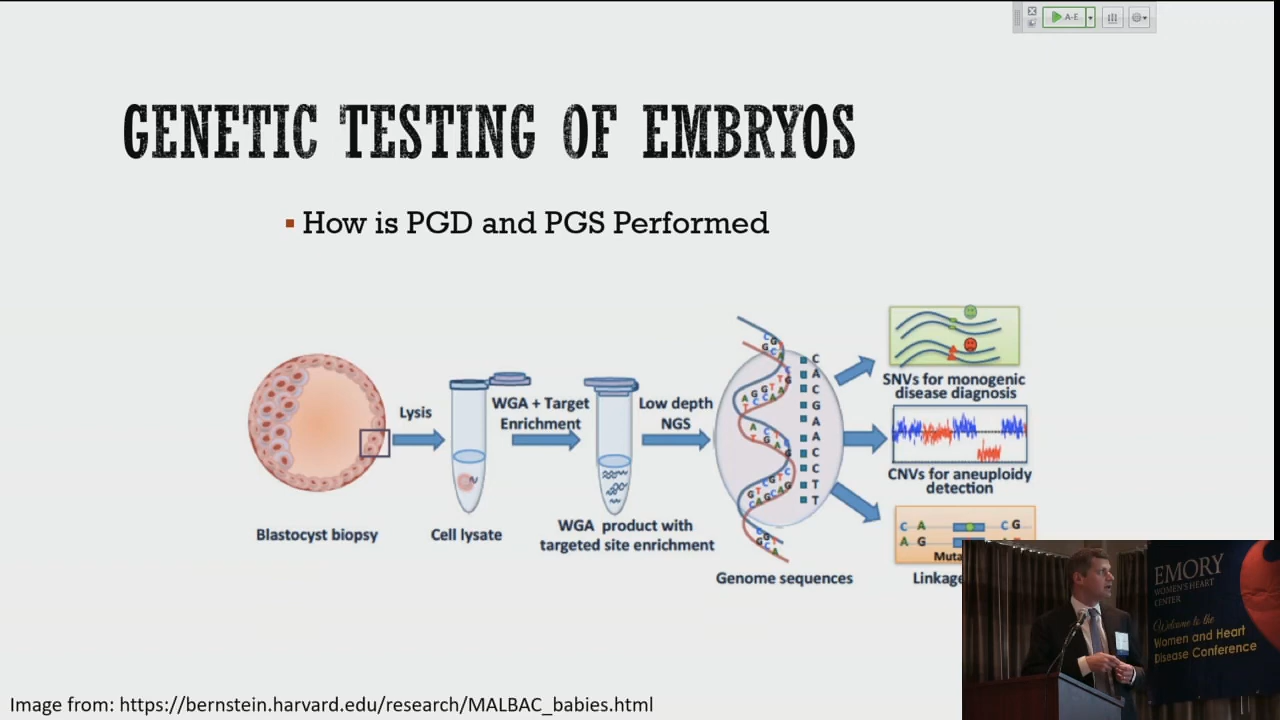 A-E
GENETIC TESTING OF EMBRYOS
How is PGD and PGS Performed
Lysis
WGA + Target
Enrichment
Low depth
NGS
SNVs for monogenic
disease diagnosis
CNVs for aneuploidy
detection
C A C G
A G
Muta
Linkage
Blastocyst biopsy
Cell lysate
WGA product with
targeted site enrichment
Genome sequences
C
A
C
G
A
A
C
C
T
T
EMORY
WOMEN'S HEART
CENTER
Welcome to the
Women and Heart
Disease Conference
Image from: https://bernstein.harvard.edu/research/MALBAC_babies.html